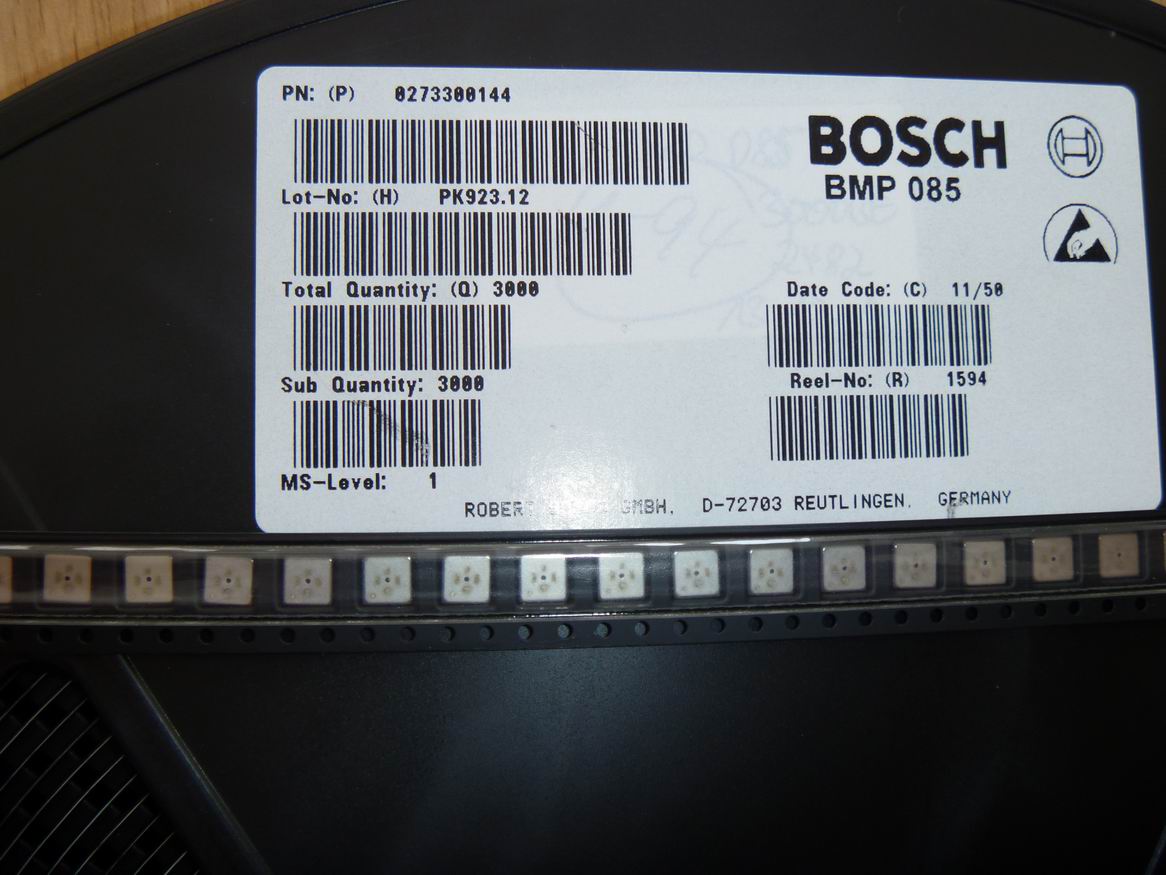 PN: (P) 0273300144
BOSCH
BMP 085
Lot-No: (H) PK923.12
Total Quantity: (Q) 3000
Date Code: (C) 11/50
Sub Quantity: 3000
Reel-No: (R) 1594
MS-Level: 1
ROBERT GMBH, D-72703 REUTLINGEN. GERMANY